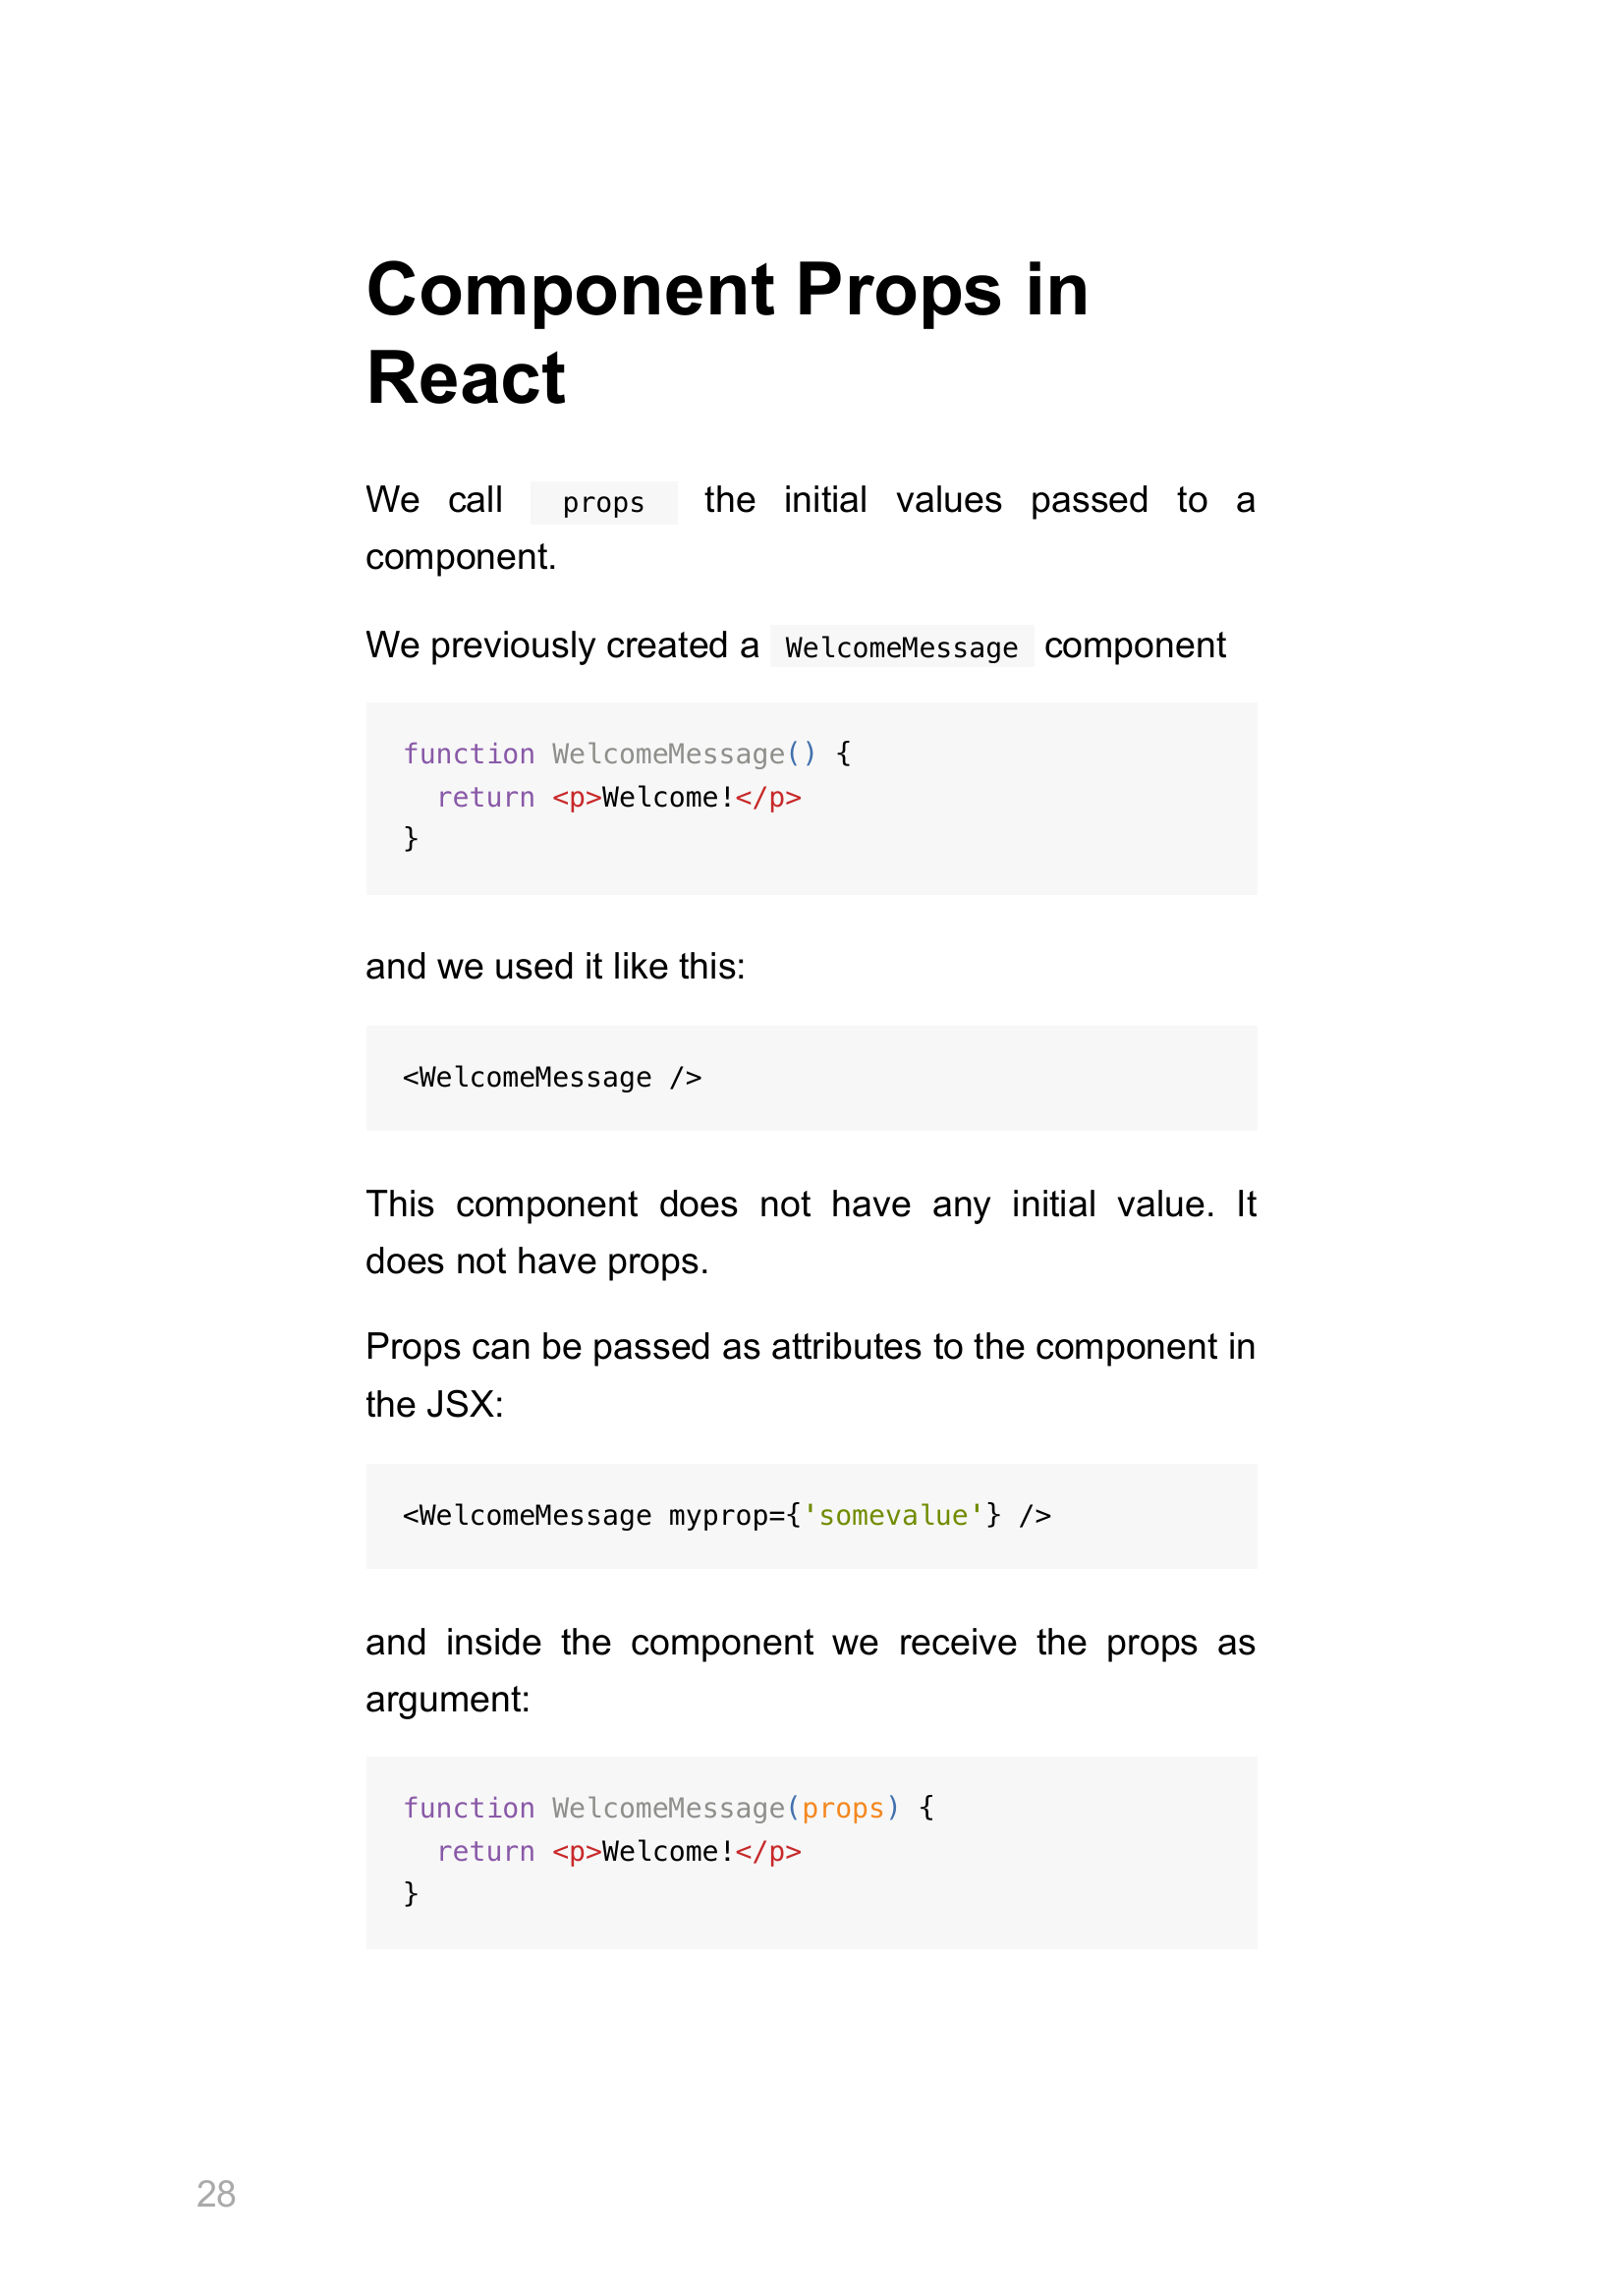 Component Props in
React
We call props the initial values passed to a
component.
We previously created a WelcomeMessage component
function WelcomeMessage() {
  return <p>Welcome!</p>
}
and we used it like this:
<WelcomeMessage />
This component does not have any initial value. It
does not have props.
Props can be passed as attributes to the component in
the JSX:
<WelcomeMessage myprop={'somevalue'} />
and inside the component we receive the props as
argument:
function WelcomeMessage(props) {
  return <p>Welcome!</p>
}
28